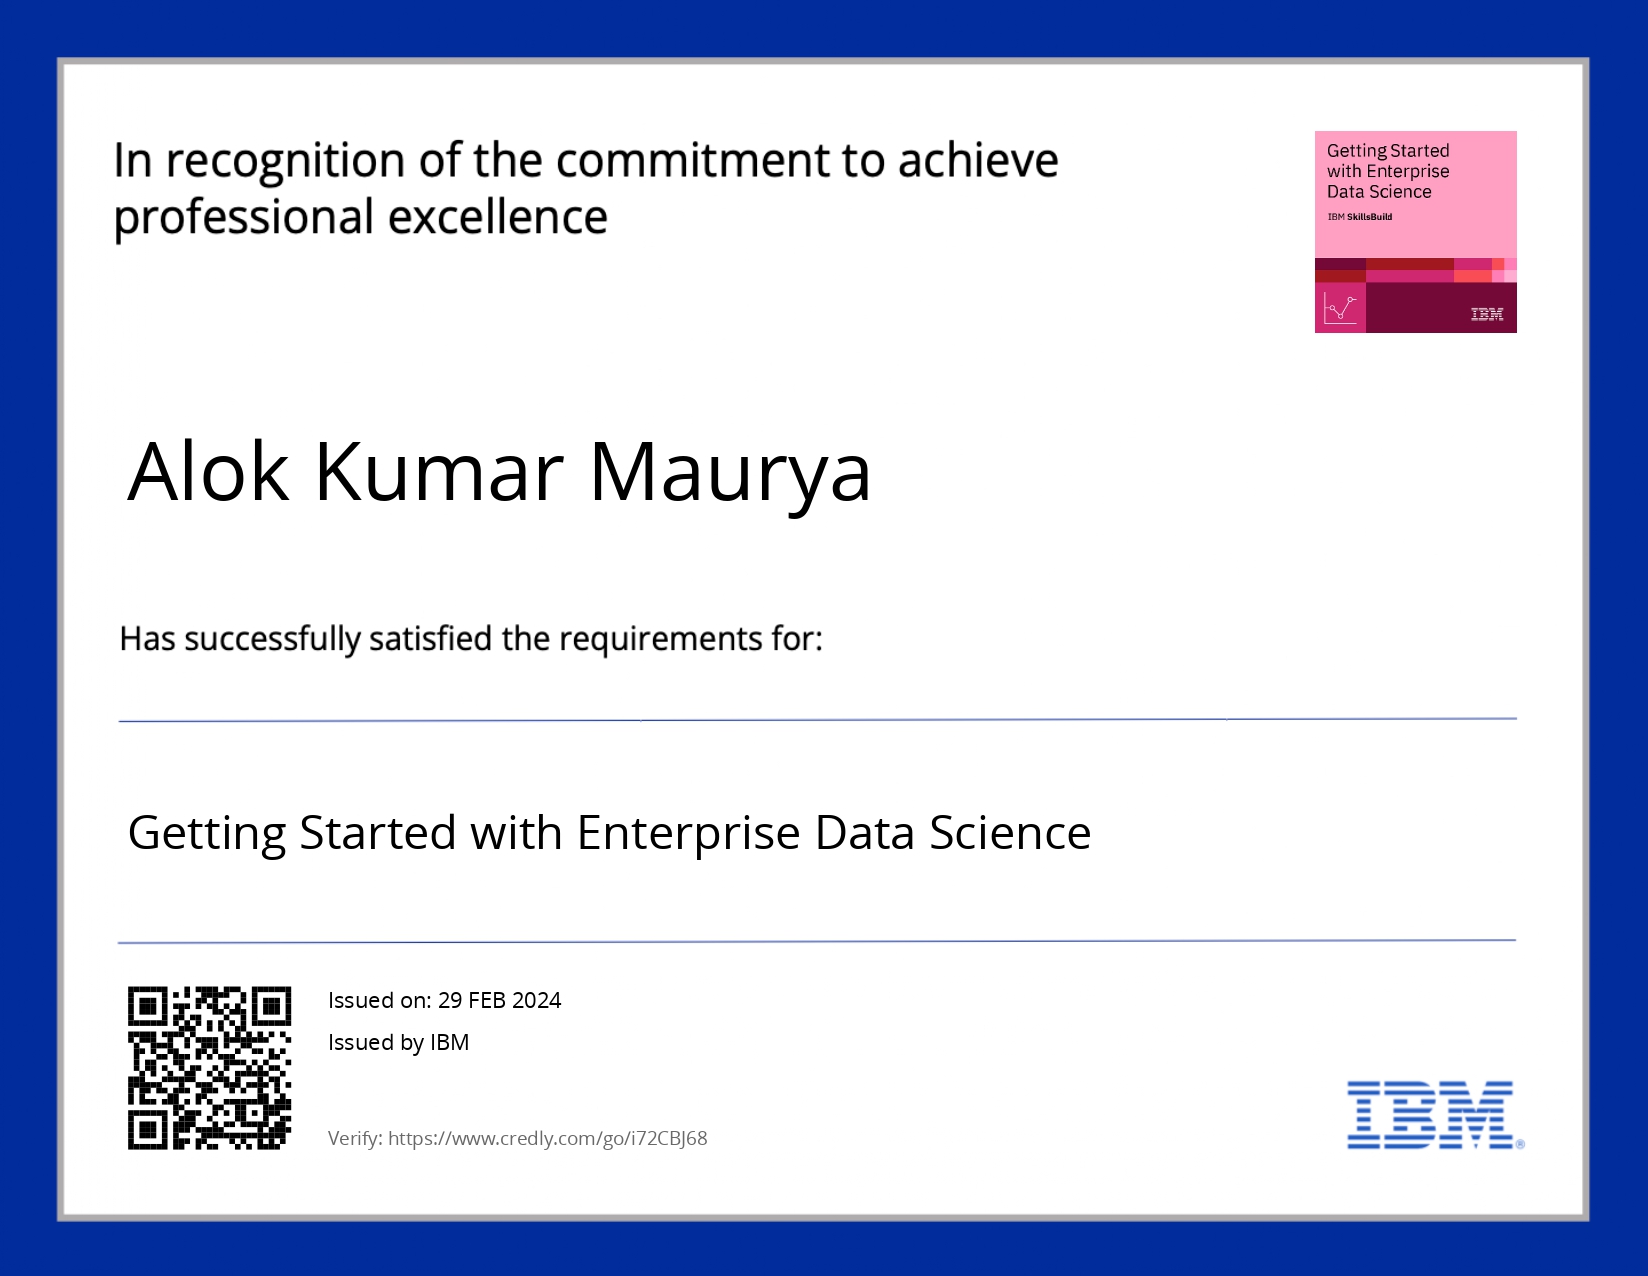 In recognition of the commitment to achieve
professional excellence
Getting Started
with Enterprise
Data Science
IBM SkillsBuild
IBM
Alok Kumar Maurya
Has successfully satisfied the requirements for:
Getting Started with Enterprise Data Science
Issued on: 29 FEB 2024
Issued by IBM
Verify: https://www.credly.com/go/i72CBJ68
IBM®